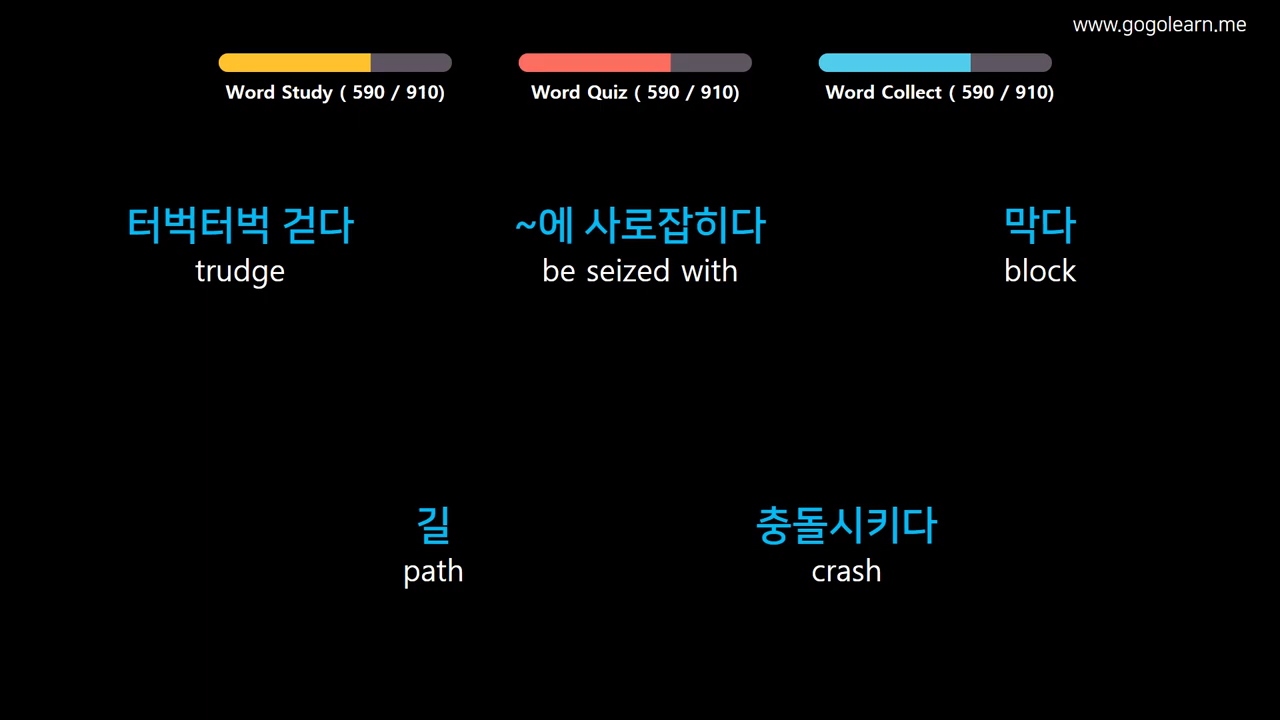 www.gogolearn.me
Word Study ( 590 / 910)
Word Quiz ( 590 / 910)
Word Collect ( 590 / 910)
터벅터벅 걷다
trudge
~에 사로잡히다
be seized with
막다
block
길
path
충돌시키다
crash